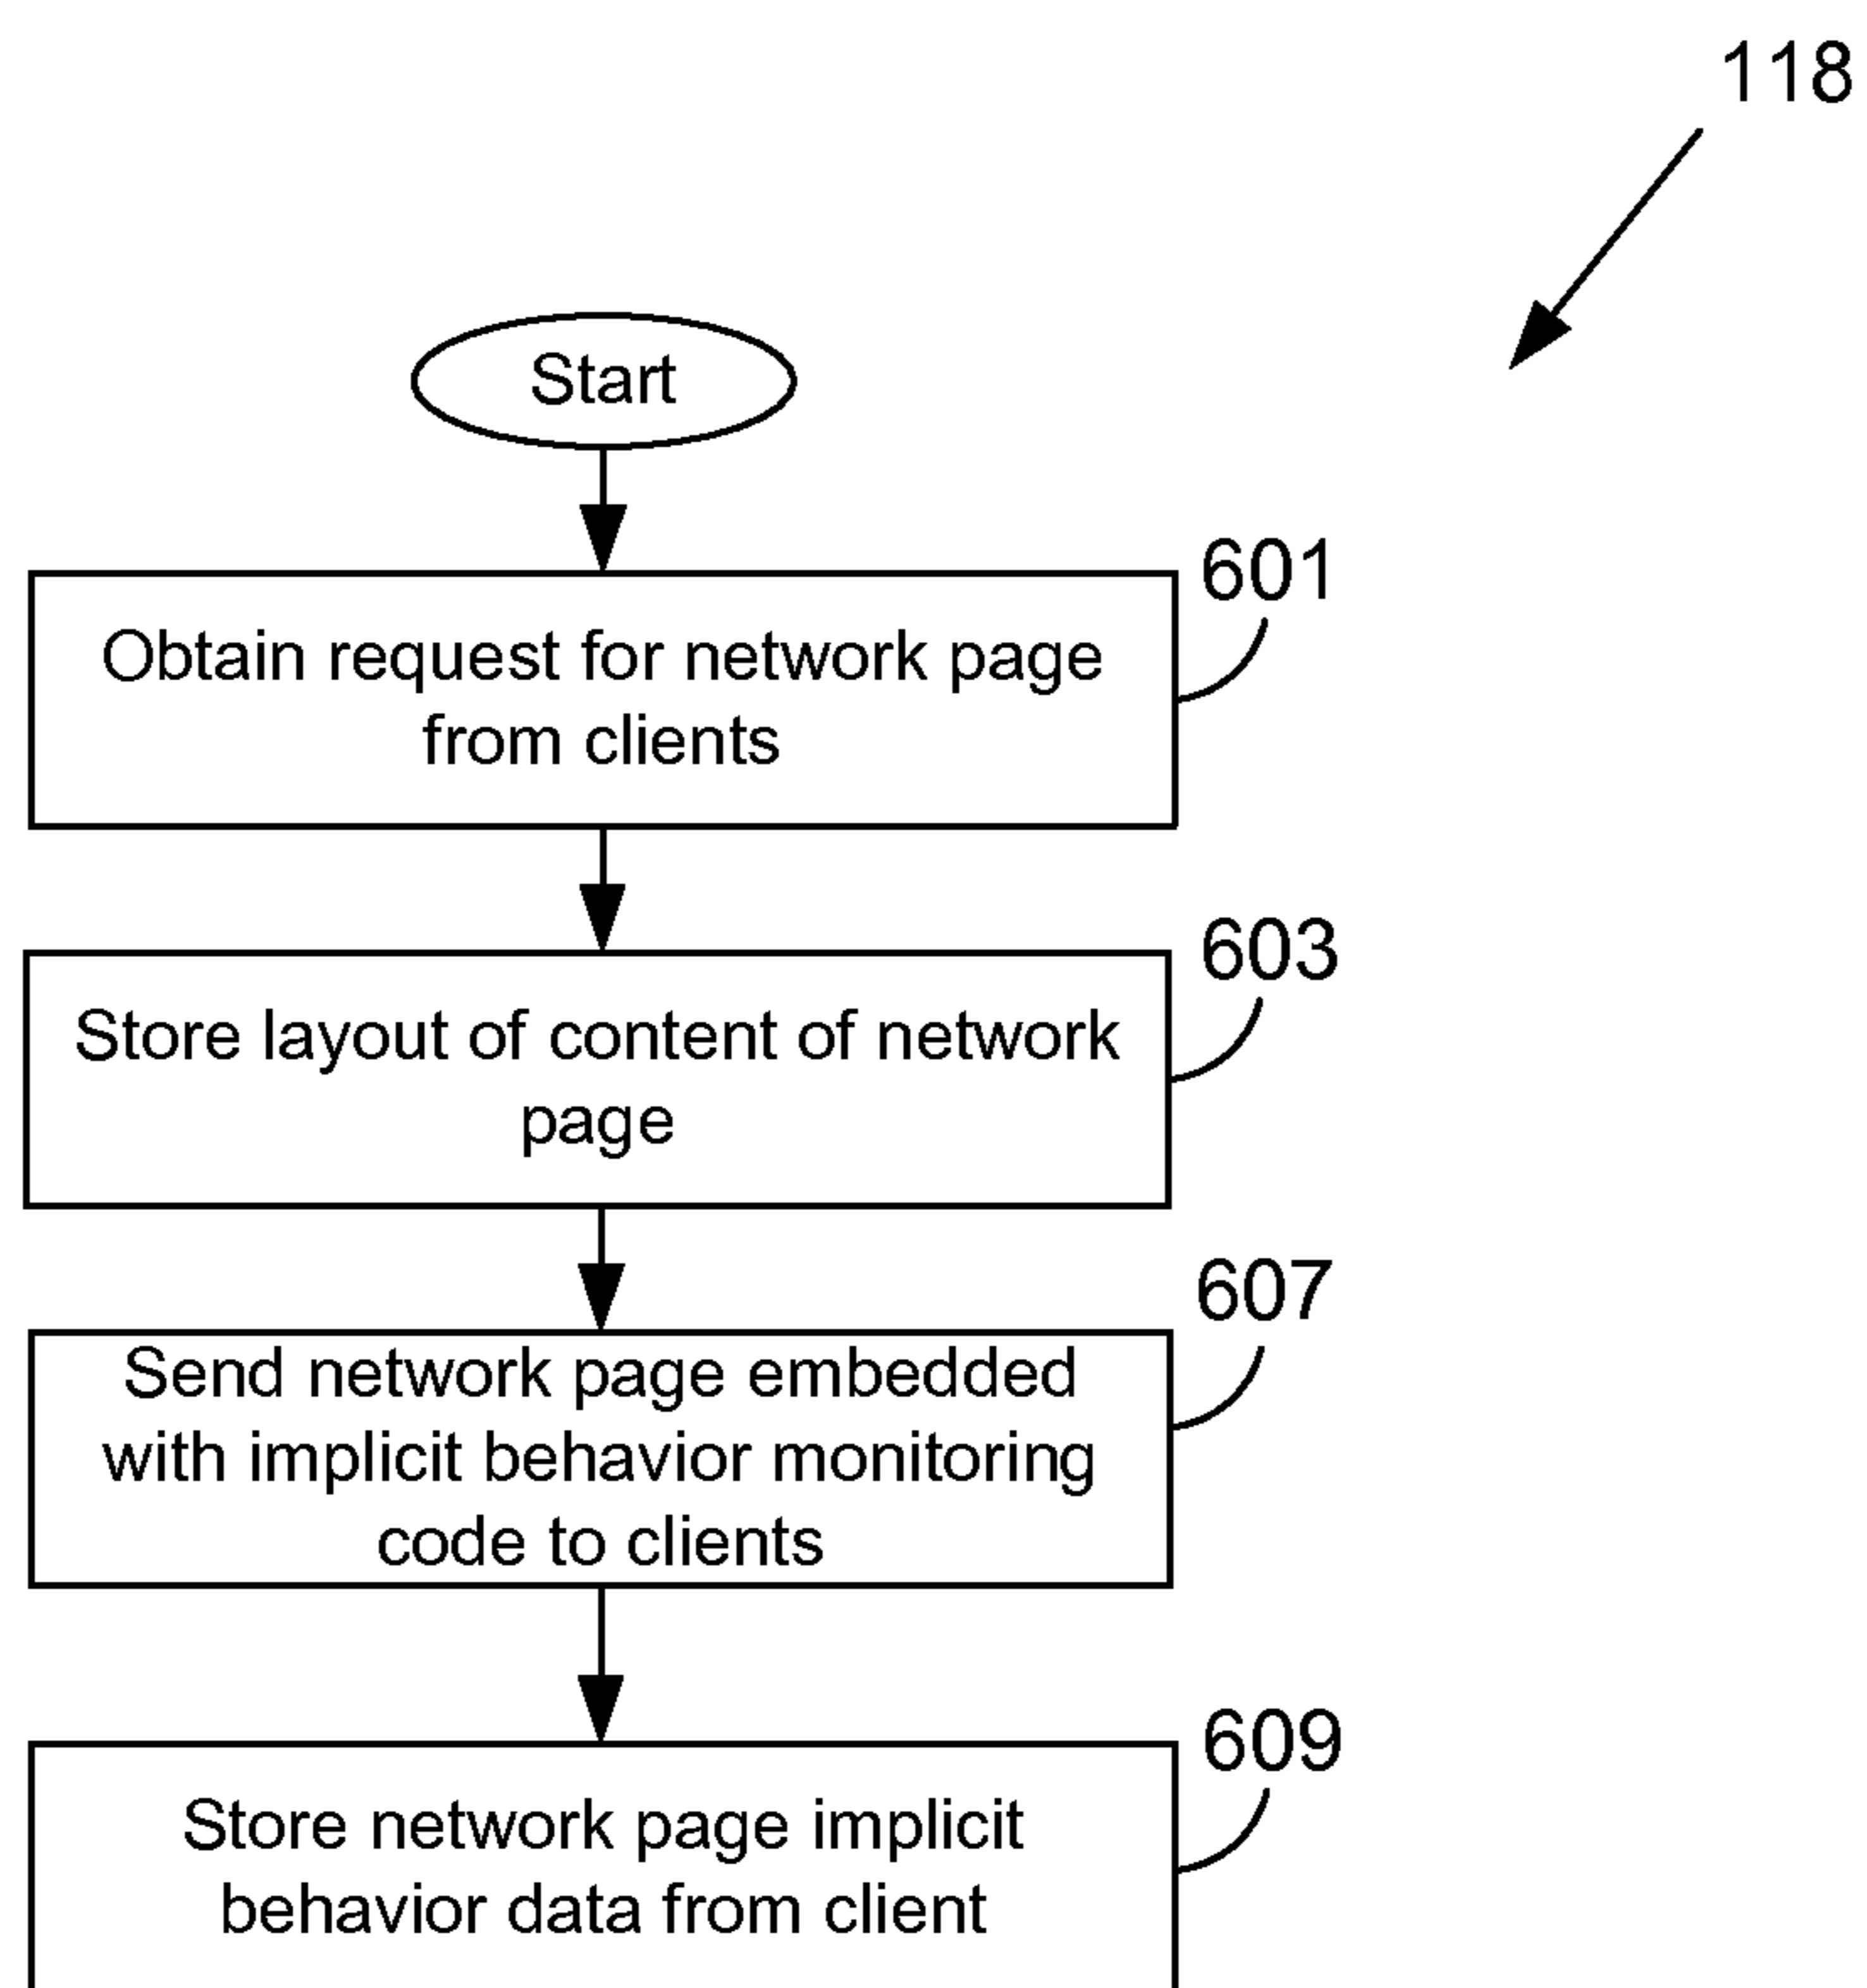 118
Start
601
Obtain request for network page
from clients
603
Store layout of content of network
page
607
Send network page embedded
with implicit behavior monitoring
code to clients
609
Store network page implicit
behavior data from client